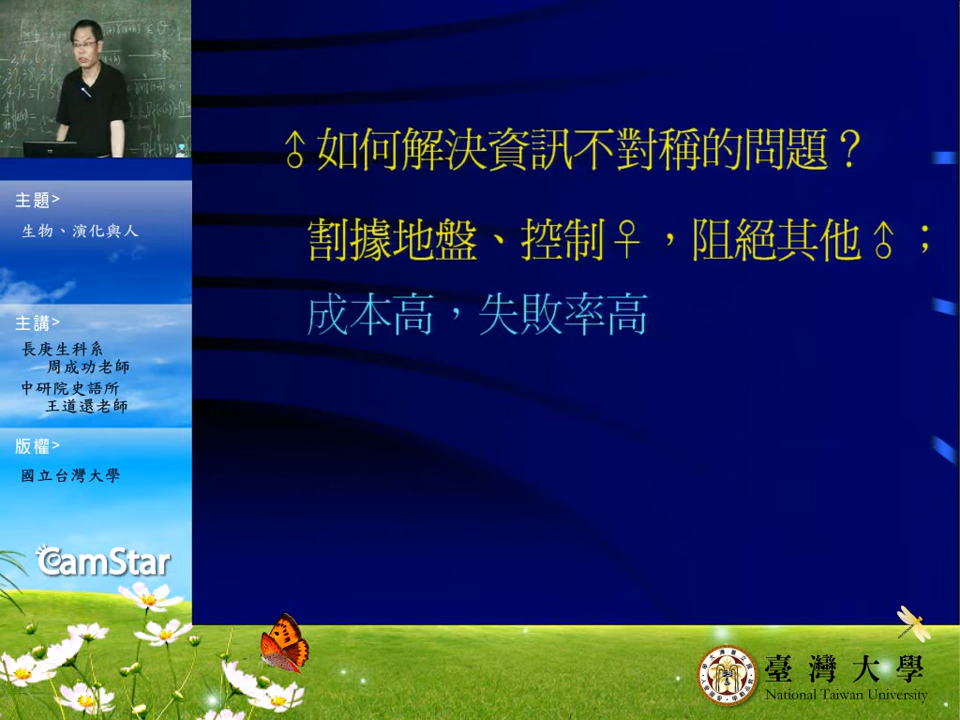 主題>
生物、演化與人
主講>
長庚生科系
周成功老師
中研院史語所
王道還老師
版權>
國立台灣大學
CamStar
♂如何解決資訊不對稱的問題？
割據地盤、控制♀，阻絕其他♂；
成本高，失敗率高
臺灣大學
National Taiwan University